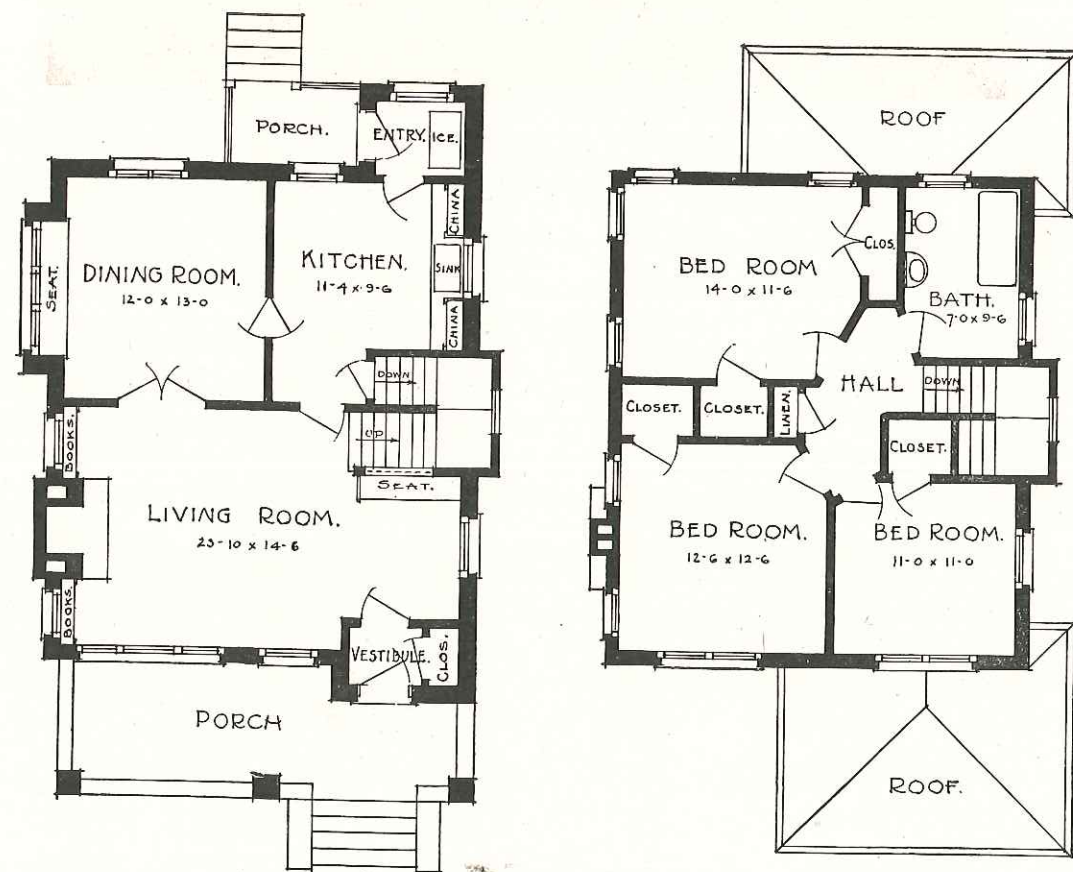 PORCH.
ENTRY.
ICE.
DINING ROOM.
12-0 x 13-0
SEAT.
KITCHEN.
11-4 x 9-6
CHINA
SINK
CHINA
DOWN
UP
SEAT.
BOOKS.
LIVING ROOM.
23-10 x 14-6
BOOKS.
VESTIBULE.
CLOS.
PORCH
ROOF
BED ROOM
14-0 x 11-6
CLOS.
BATH.
7-0 x 9-6
HALL
DOWN
CLOSET.
CLOSET.
LINEN.
CLOSET.
BED ROOM.
12-6 x 12-6
BED ROOM.
11-0 x 11-0
ROOF.